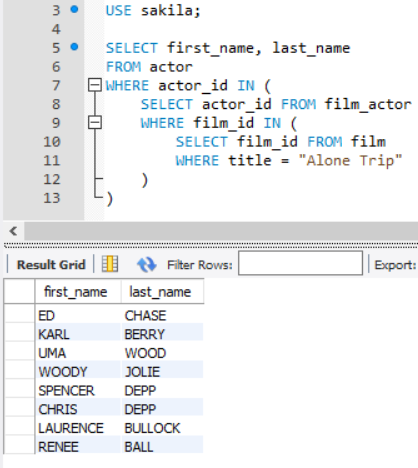 3 USE sakila;
4
5 SELECT first_name, last_name
6 FROM actor
7 WHERE actor_id IN (
8 SELECT actor_id FROM film_actor
9 WHERE film_id IN (
10 SELECT film_id FROM film
11 WHERE title = "Alone Trip"
12 )
13 )
Result Grid Filter Rows: Export:
first_name last_name
ED CHASE
KARL BERRY
UMA WOOD
WOODY JOLIE
SPENCER DEPP
CHRIS DEPP
LAURENCE BULLOCK
RENEE BALL